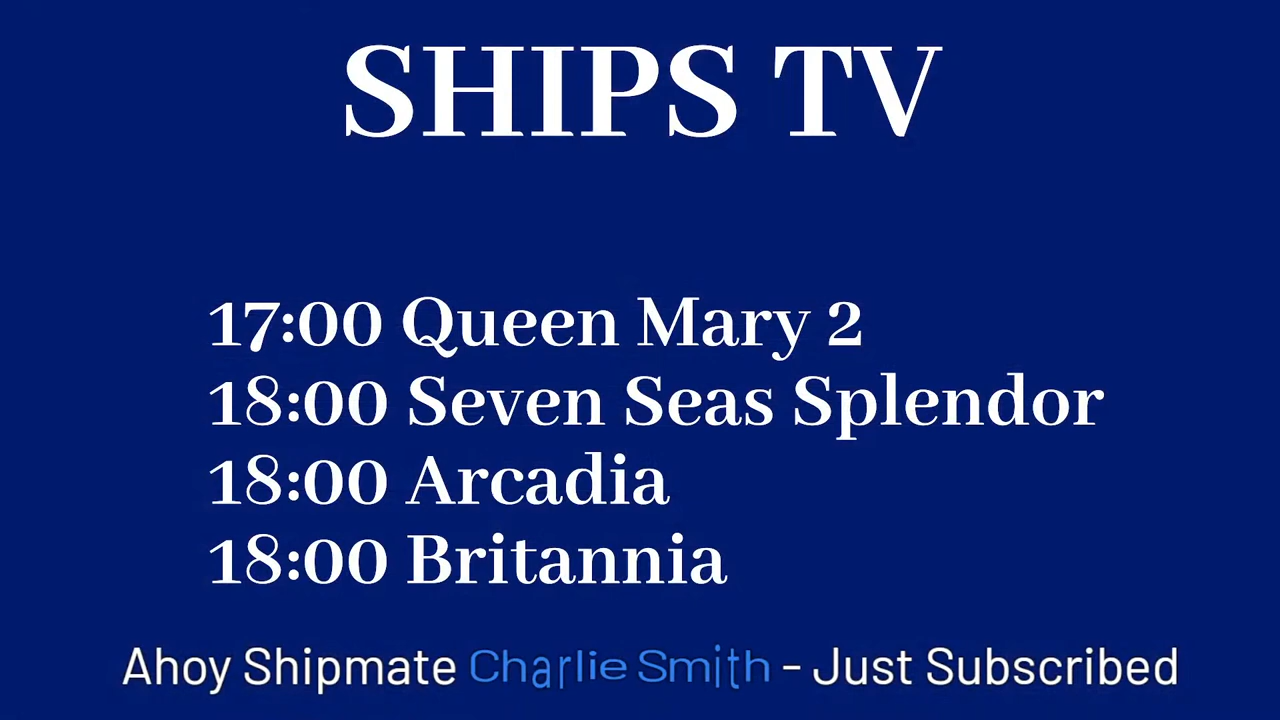 SHIPS TV
17:00 Queen Mary 2
18:00 Seven Seas Splendor
18:00 Arcadia
18:00 Britannia
Ahoy Shipmate Charlie Smith - Just Subscribed